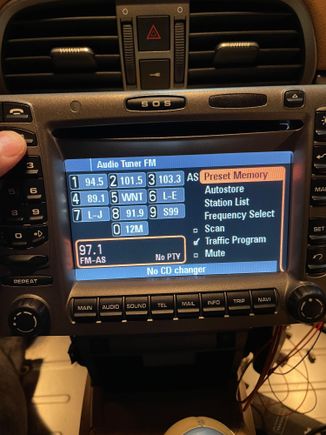 SOS
Audio Tuner FM
1 94.5 2 101.5 3 103.3
4 89.1 5 WNT 6 L-E
7 L-J 8 91.9 9 S99
0 12M
AS Preset Memory
Autostore
Station List
Frequency Select
Scan
Traffic Program
Mute
97.1
FM-AS No PTY
No CD changer
REPEAT
MAIN AUDIO SOUND TEL MAIL INFO TRIP NAVI